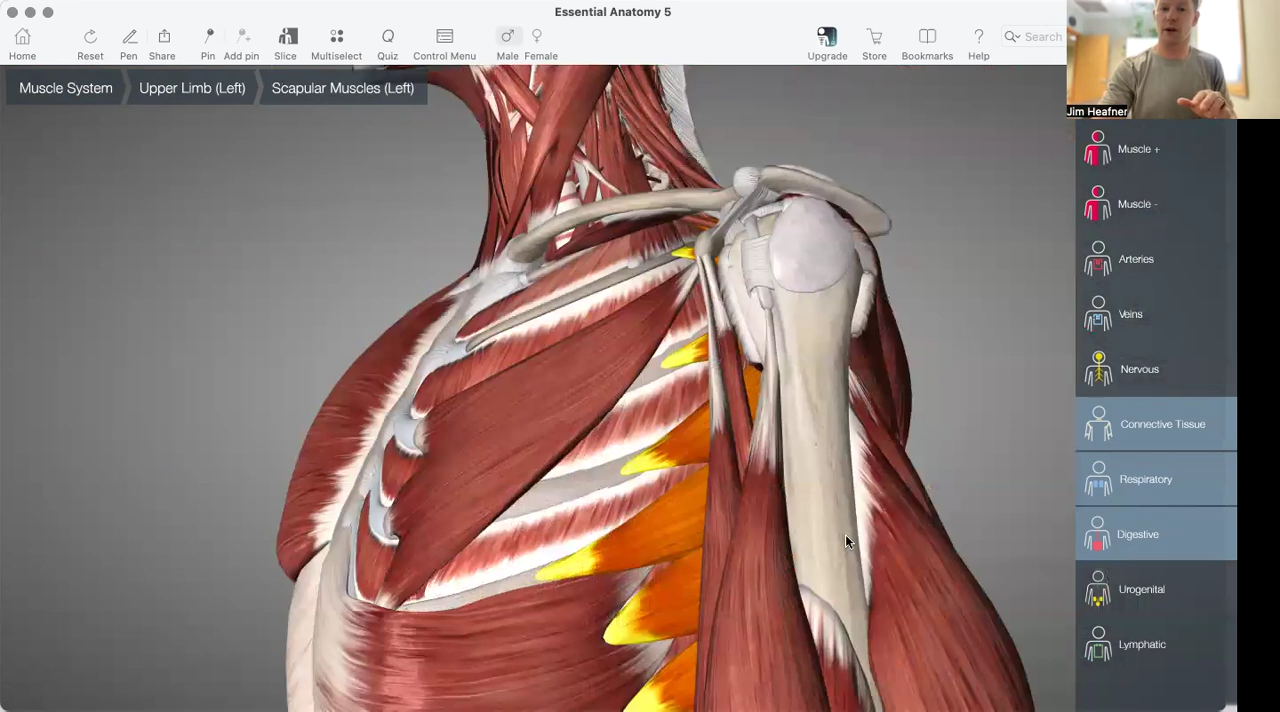 Essential Anatomy 5
Home
Reset
Pen
Share
Pin
Add pin
Slice
Multiselect
Quiz
Control Menu
Male
Female
Upgrade
Store
Bookmarks
Help
Search
Muscle System
Upper Limb (Left)
Scapular Muscles (Left)
Jim Heafner
Muscle +
Muscle -
Arteries
Veins
Nervous
Connective Tissue
Respiratory
Digestive
Urogenital
Lymphatic